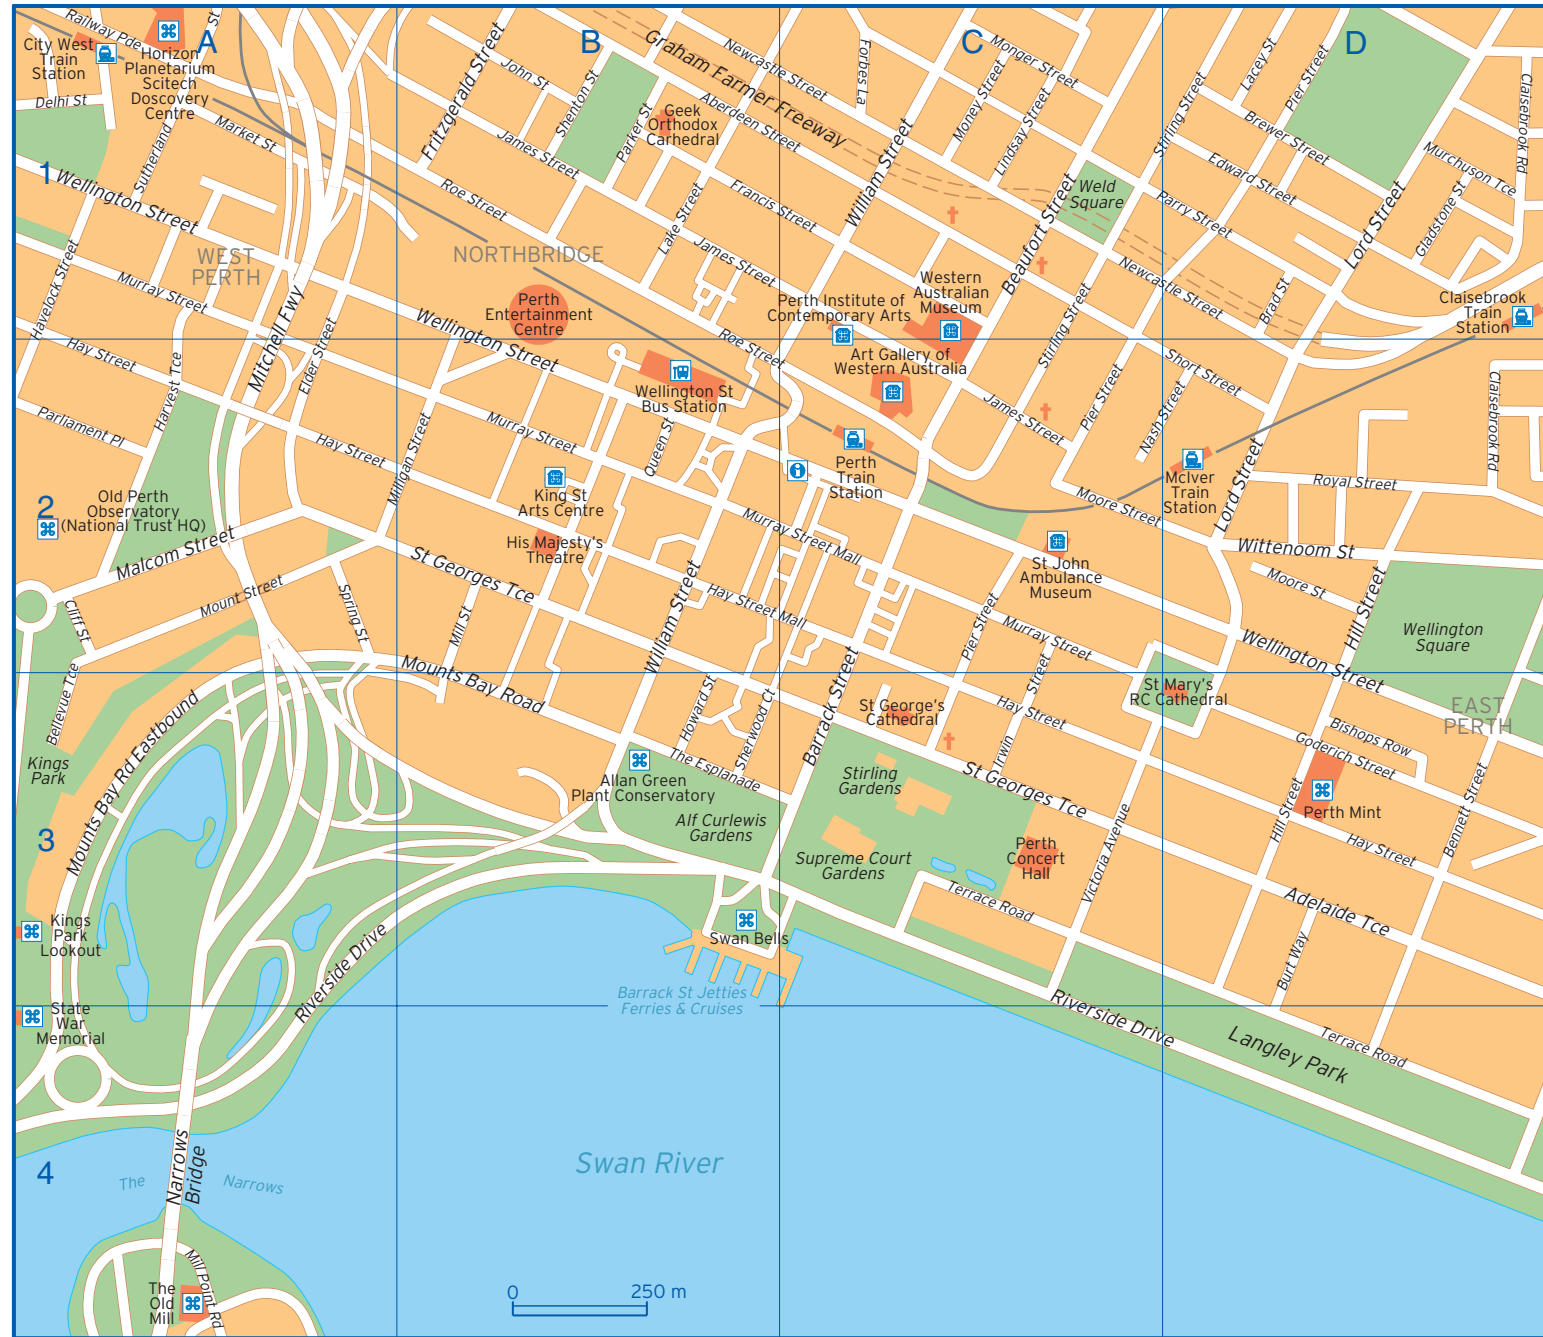 A
B
C
D
1
2
3
4
Railway Pde
City West
Train
Station
Horizon
Planetarium
Scitech
Doscovery
Centre
St
Delhi St
Sutherland
Market St
Wellington Street
WEST
PERTH
Havelock Street
Murray Street
Hay Street
Harvest Tce
Parliament Pl
Mitchell Fwy
Elder Street
Fritzgerald Street
John St
Shenton St
Parker St
Geek
Orthodox
Carhedral
James Street
Roe Street
NORTHBRIDGE
Perth
Entertainment
Centre
Wellington Street
Graham Farmer Freeway
Newcastle Street
Aberdeen Street
Francis Street
Lake Street
James Street
Roe Street
Forbes La
William Street
Monger Street
Money Street
Lindsay Street
Weld
Square
Beaufort Street
Stirling Street
Lacey St
Pier Street
Brewer Street
Edward Street
Parry Street
Newcastle Street
Brad St
Lord Street
Murchuson Tce
Gladstone St
Claisebrook Rd
Claisebrook
Train
Station
Perth Institute of
Contemporary Arts
Western
Australian
Museum
Art Gallery of
Western Australia
Stirling Street
Short Street
Pier Street
Nash Street
James Street
Wellington St
Bus Station
Murray Street
Queen St
Milligan Street
Hay Street
King St
Arts Centre
His Majesty's
Theatre
Perth
Train
Station
McIver
Train
Station
Moore Street
Lord Street
Royal Street
Claisebrook Rd
Wittenoom St
Moore St
Hill Street
Wellington
Square
Old Perth
Observatory
(National Trust HQ)
Malcom Street
Mount Street
Cliff St
Spring St
Mill St
St Georges Tce
Murray Street Mall
Hay Street Mall
William Street
St John
Ambulance
Museum
Pier Street
Murray Street
Wellington Street
Bellevue Tce
Kings
Park
Mounts Bay Rd Eastbound
Mounts Bay Road
Howard St
Sherwood Ct
The Esplanade
Barrack Street
St George's
Cathedral
Irwin
Street
Hay Street
St Mary's
RC Cathedral
EAST
PERTH
Bishops Row
Goderich Street
Allan Green
Plant Conservatory
Alf Curlewis
Gardens
Stirling
Gardens
Supreme Court
Gardens
St Georges Tce
Perth
Concert
Hall
Victoria Avenue
Hill Street
Perth Mint
Hay Street
Bennett Street
Terrace Road
Adelaide Tce
Burt Way
Kings
Park
Lookout
State
War
Memorial
Riverside Drive
Swan Bells
Barrack St Jetties
Ferries & Cruises
Riverside Drive
Langley Park
Terrace Road
Swan River
The
Narrows
Narrows
Bridge
The
Old
Mill
Mill Point Rd
0
250 m